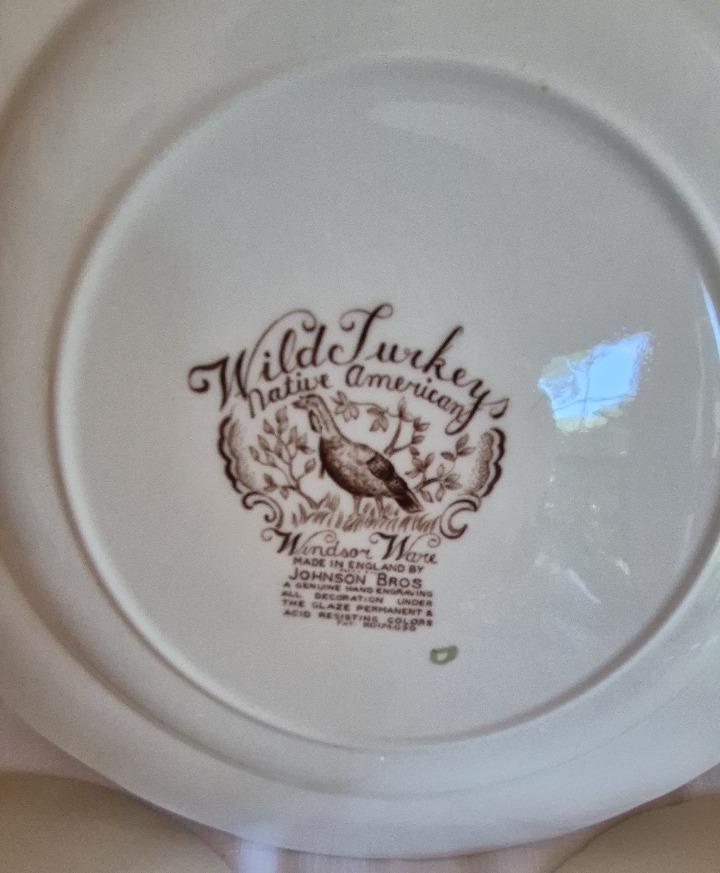 Wild Turkeys
Native American
Windsor Ware
MADE IN ENGLAND BY
JOHNSON BROS
A GENUINE HAND ENGRAVING
ALL DECORATION UNDER
THE GLAZE PERMANENT &
ACID RESISTING COLORS